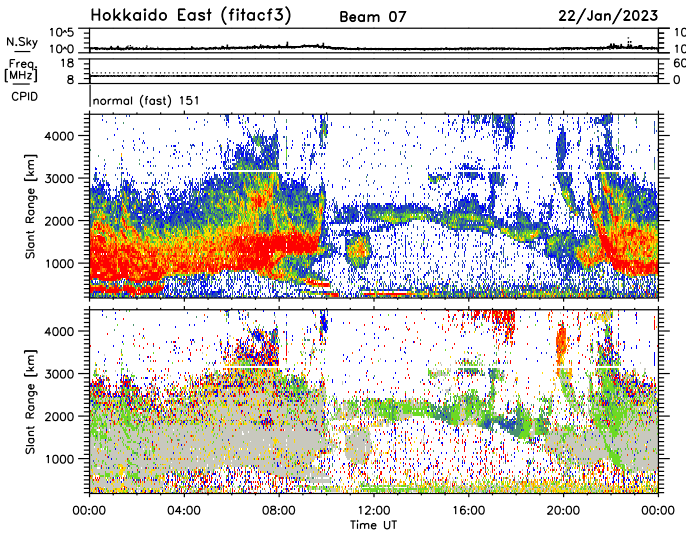 Hokkaido East (fitacf3) Beam 07 22/Jan/2023
N.Sky 10^5 10^0 10^5 10^0
Freq. [MHz] 18 8 60 0
CPID normal (fast) 151
Slant Range [km] 4000 3000 2000 1000
Slant Range [km] 4000 3000 2000 1000
00:00 04:00 08:00 12:00 16:00 20:00 00:00
Time UT